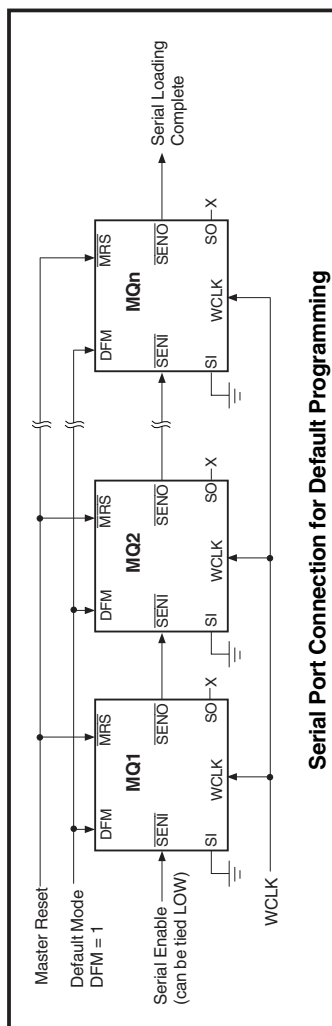 Master Reset
Default Mode
DFM = 1
DFM
MRS
DFM
MRS
DFM
MRS
MQ1
MQ2
MQn
Serial Enable
(can be tied LOW)
SENI
SENO
SENI
SENO
SENI
SENO
Serial Loading
Complete
SI
WCLK
SO
X
SI
WCLK
SO
X
SI
WCLK
SO
X
WCLK
Serial Port Connection for Default Programming